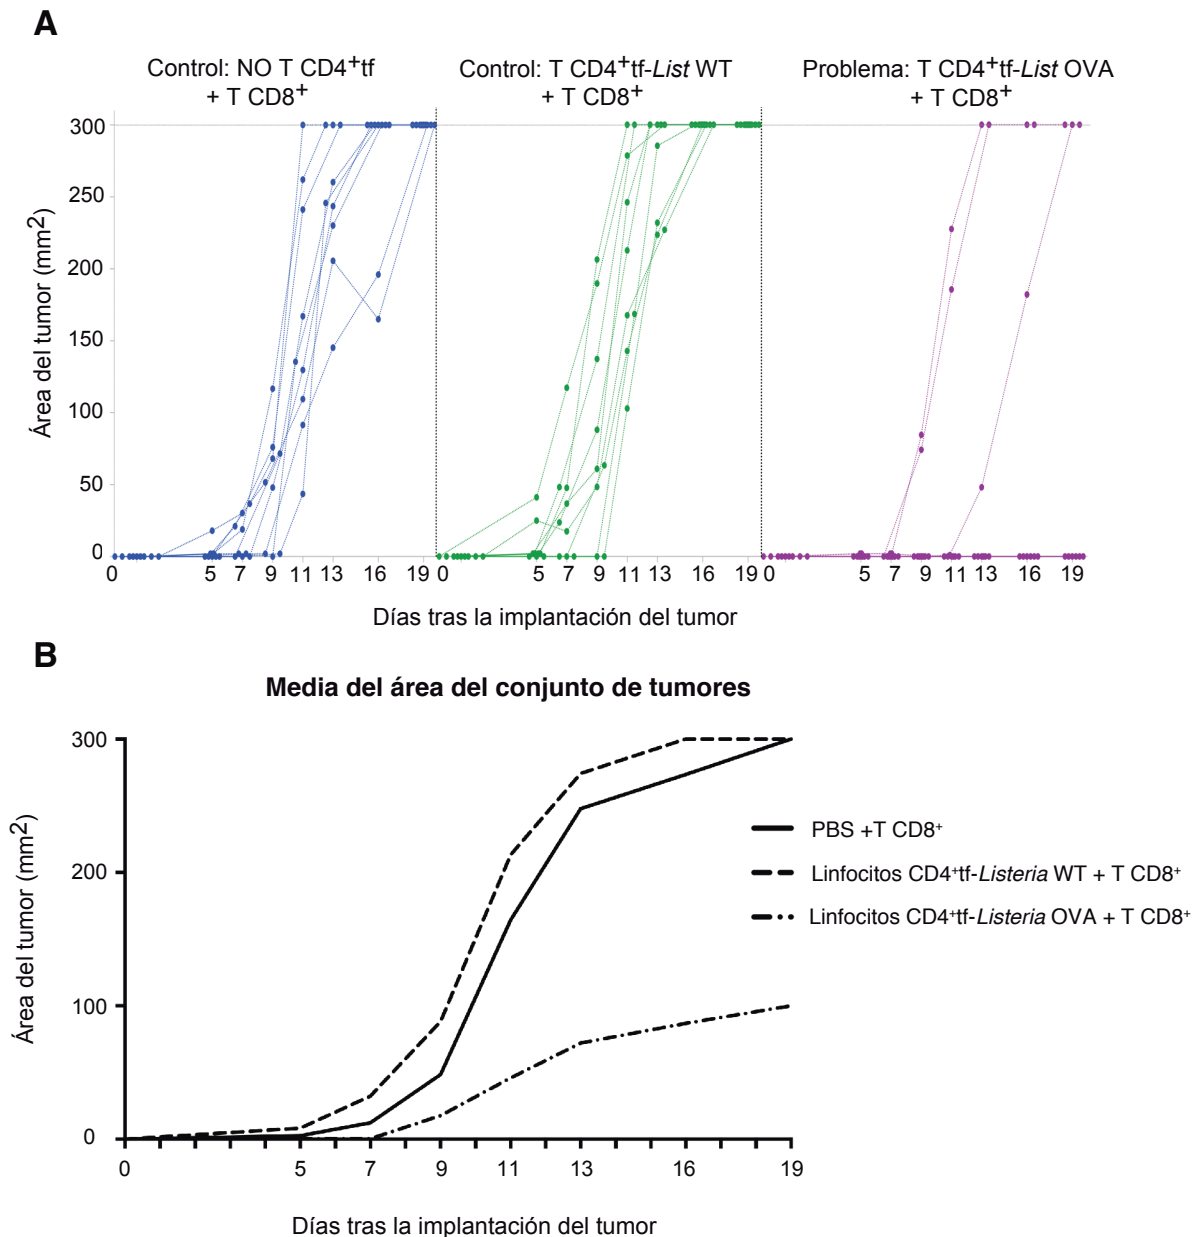 A
Control: NO T CD4+tf
+ T CD8+
Control: T CD4+tf-List WT
+ T CD8+
Problema: T CD4+tf-List OVA
+ T CD8+
Área del tumor (mm2)
300
250
200
150
100
50
0
0 5 7 9 11 13 16 19 0 5 7 9 11 13 16 19 0 5 7 9 11 13 16 19
Días tras la implantación del tumor
B
Media del área del conjunto de tumores
Área del tumor (mm2)
300
200
100
0
0 5 7 9 11 13 16 19
PBS +T CD8+
Linfocitos CD4+tf-Listeria WT + T CD8+
Linfocitos CD4+tf-Listeria OVA + T CD8+
Días tras la implantación del tumor